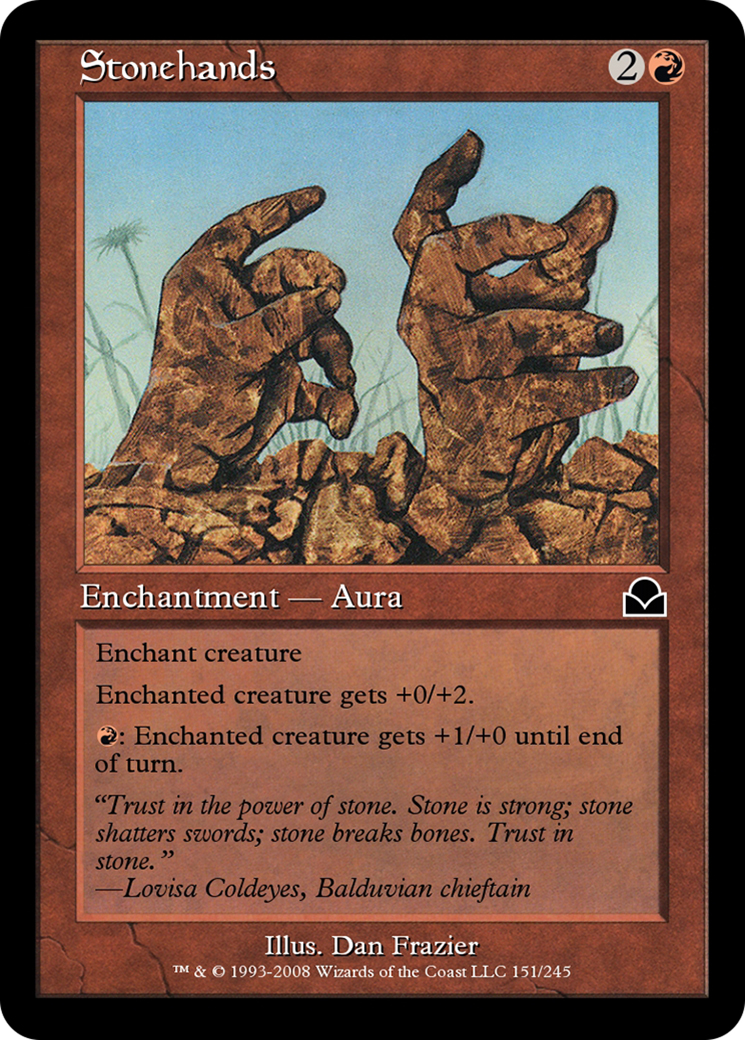 Stonehands
2
Enchantment — Aura
Enchant creature
Enchanted creature gets +0/+2.
: Enchanted creature gets +1/+0 until end
of turn.
“Trust in the power of stone. Stone is strong; stone
shatters swords; stone breaks bones. Trust in
stone.”
—Lovisa Coldeyes, Balduvian chieftain
Illus. Dan Frazier
™ & © 1993-2008 Wizards of the Coast LLC 151/245